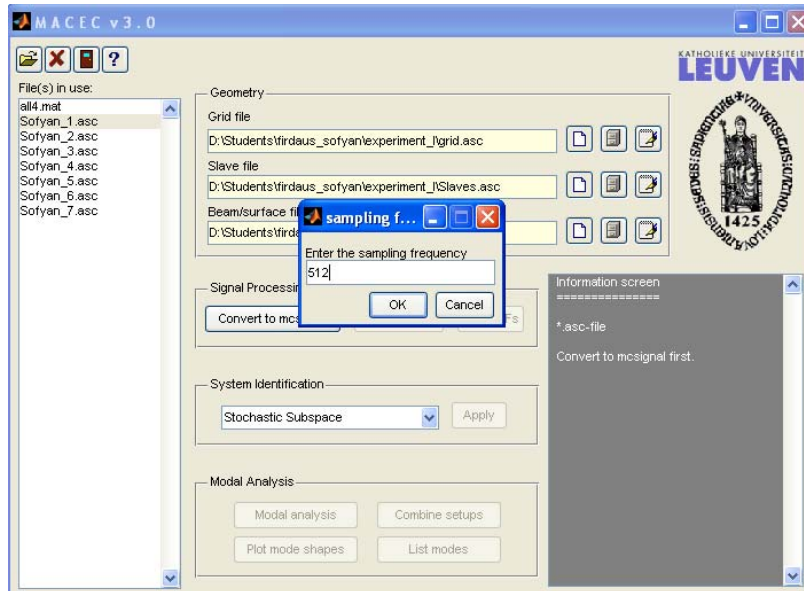 MACEC v3.0
?
KATHOLIEKE UNIVERSITEIT
LEUVEN
File(s) in use:
all4.mat
Sofyan_1.asc
Sofyan_2.asc
Sofyan_3.asc
Sofyan_4.asc
Sofyan_5.asc
Sofyan_6.asc
Sofyan_7.asc
Geometry
Grid file
D:\Students\firdaus_sofyan\experiment_I\grid.asc
Slave file
D:\Students\firdaus_sofyan\experiment_I\Slaves.asc
Beam/surface fil
D:\Students\firda
1425
sampling f...
Enter the sampling frequency
512
OK
Cancel
Signal Processin
Convert to mcs
Fs
System Identification
Stochastic Subspace
Apply
Modal Analysis
Modal analysis
Combine setups
Plot mode shapes
List modes
Information screen
===============
*.asc-file
Convert to mcsignal first.